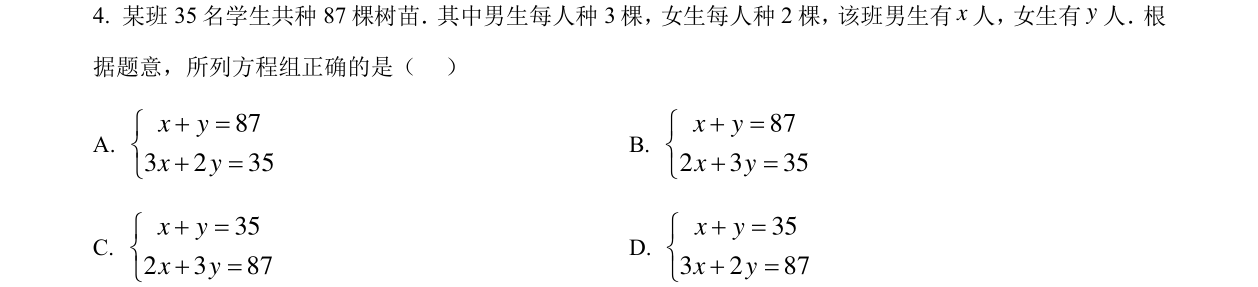 4. 某班 35 名学生共种 87 棵树苗．其中男生每人种 3 棵，女生每人种 2 棵，该班男生有 x 人，女生有 y 人．根
据题意，所列方程组正确的是（ ）
A. { x + y = 87
3x + 2y = 35
B. { x + y = 87
2x + 3y = 35
C. { x + y = 35
2x + 3y = 87
D. { x + y = 35
3x + 2y = 87